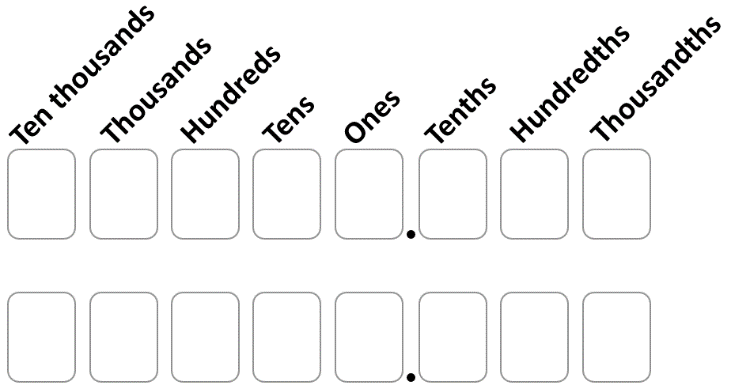 Ten thousands
Thousands
Hundreds
Tens
Ones
Tenths
Hundredths
Thousandths
.
.